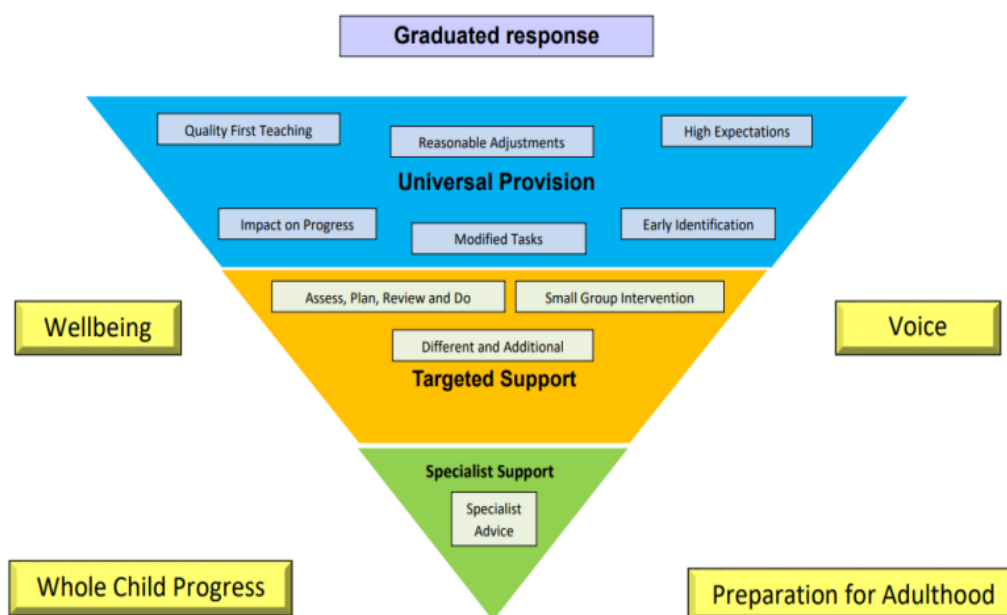 Graduated response
Quality First Teaching
Reasonable Adjustments
High Expectations
Universal Provision
Impact on Progress
Modified Tasks
Early Identification
Assess, Plan, Review and Do
Small Group Intervention
Wellbeing
Voice
Different and Additional
Targeted Support
Specialist Support
Specialist
Advice
Whole Child Progress
Preparation for Adulthood